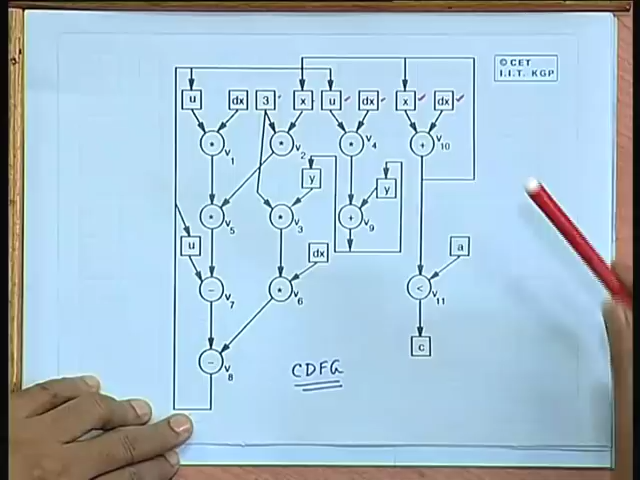 © CET
I.I.T. KGP
u dx 3 x u dx x dx
* v1 * v2 * v4 + v10
y y
* v5 * v3 + v9
u dx a
- v7 * v6 < v11
- v8 c
CDFG